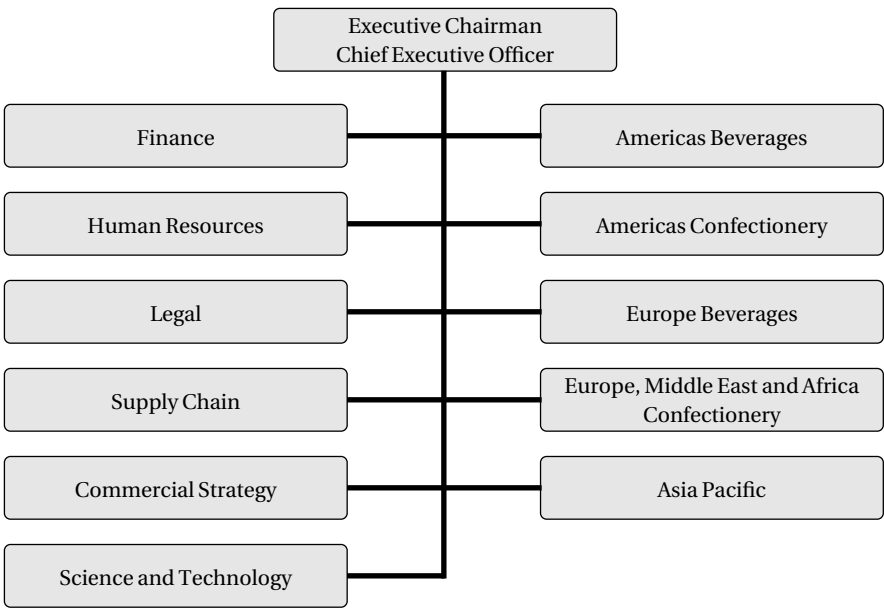 Executive Chairman
Chief Executive Officer
Finance
Americas Beverages
Human Resources
Americas Confectionery
Legal
Europe Beverages
Supply Chain
Europe, Middle East and Africa
Confectionery
Commercial Strategy
Asia Pacific
Science and Technology